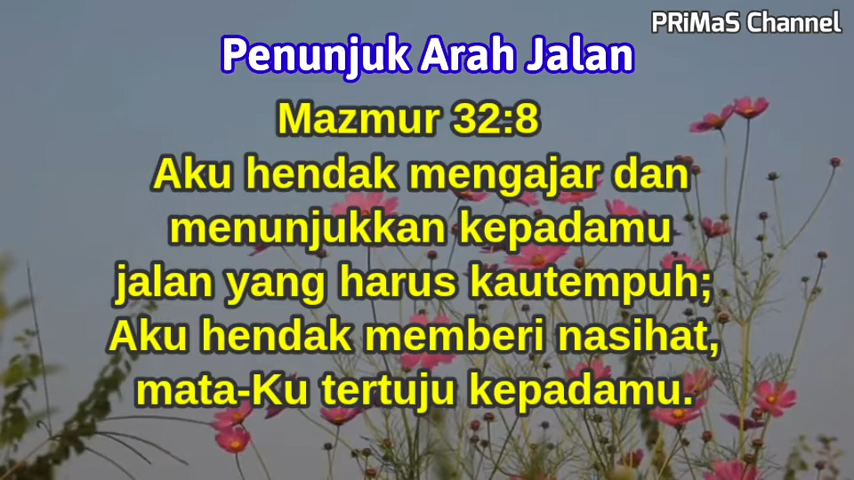 PRiMaS Channel
Penunjuk Arah Jalan
Mazmur 32:8
Aku hendak mengajar dan
menunjukkan kepadamu
jalan yang harus kautempuh;
Aku hendak memberi nasihat,
mata-Ku tertuju kepadamu.